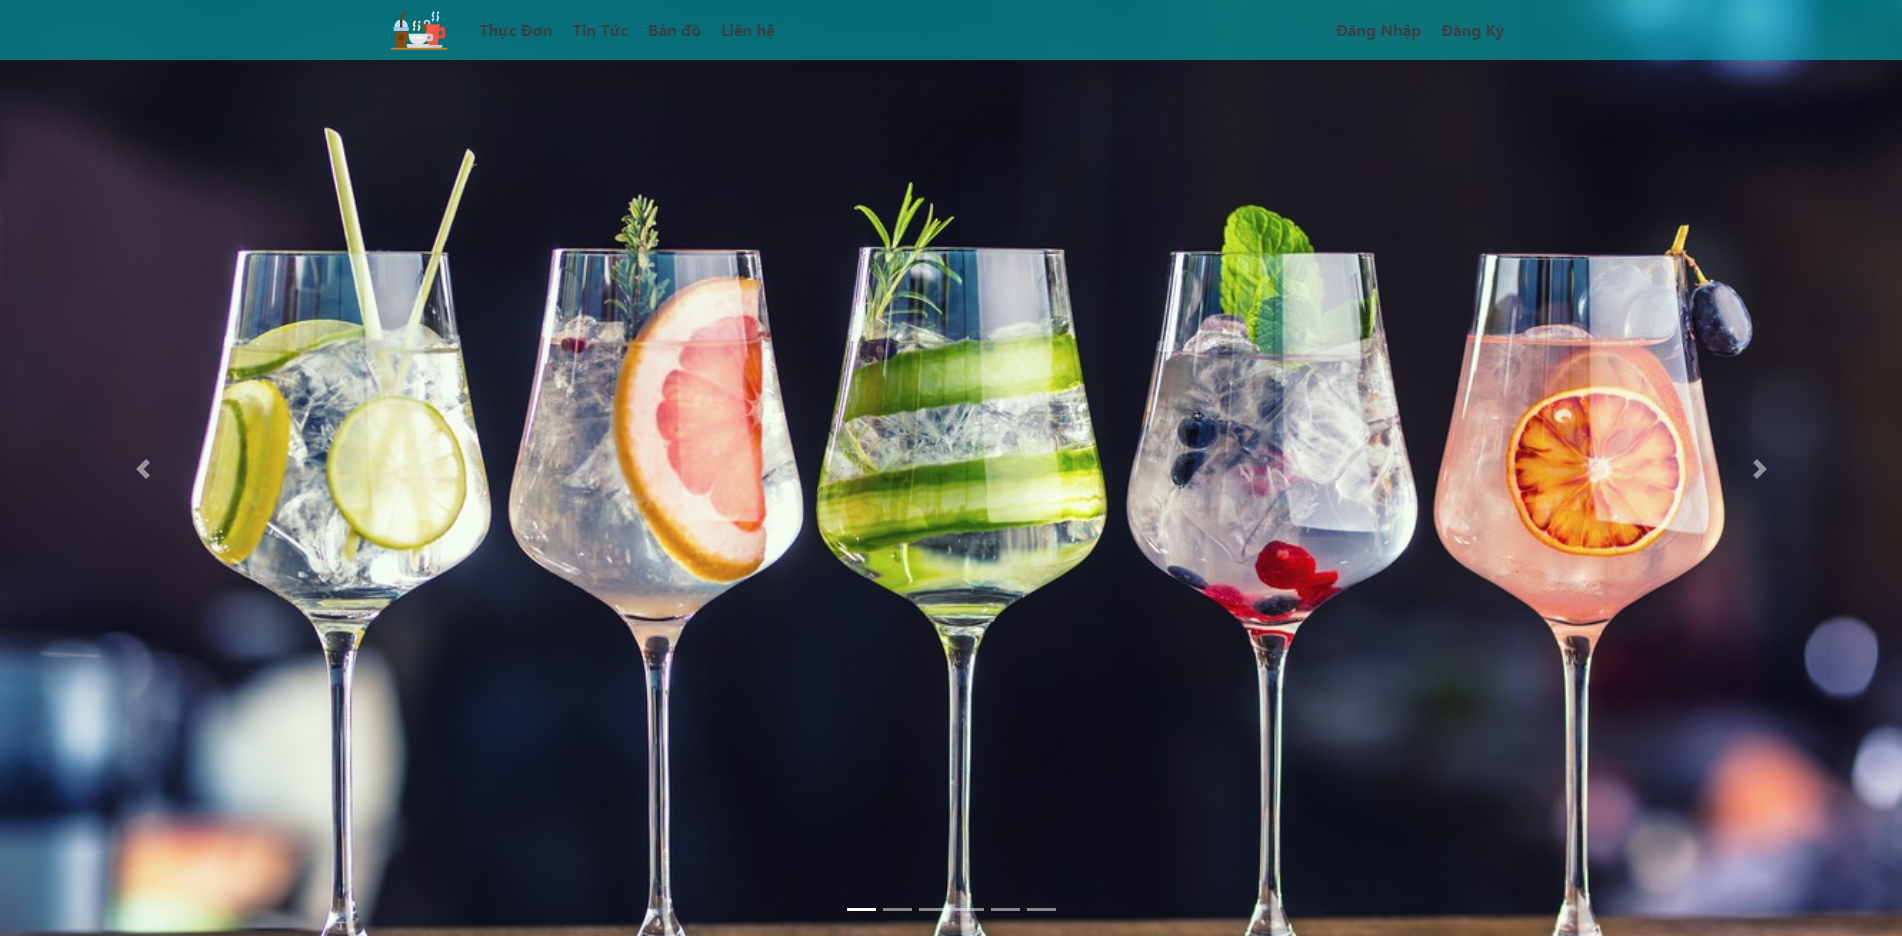 Thực Đơn Tin Tức Bản đồ Liên hệ Đăng Nhập Đăng Ký